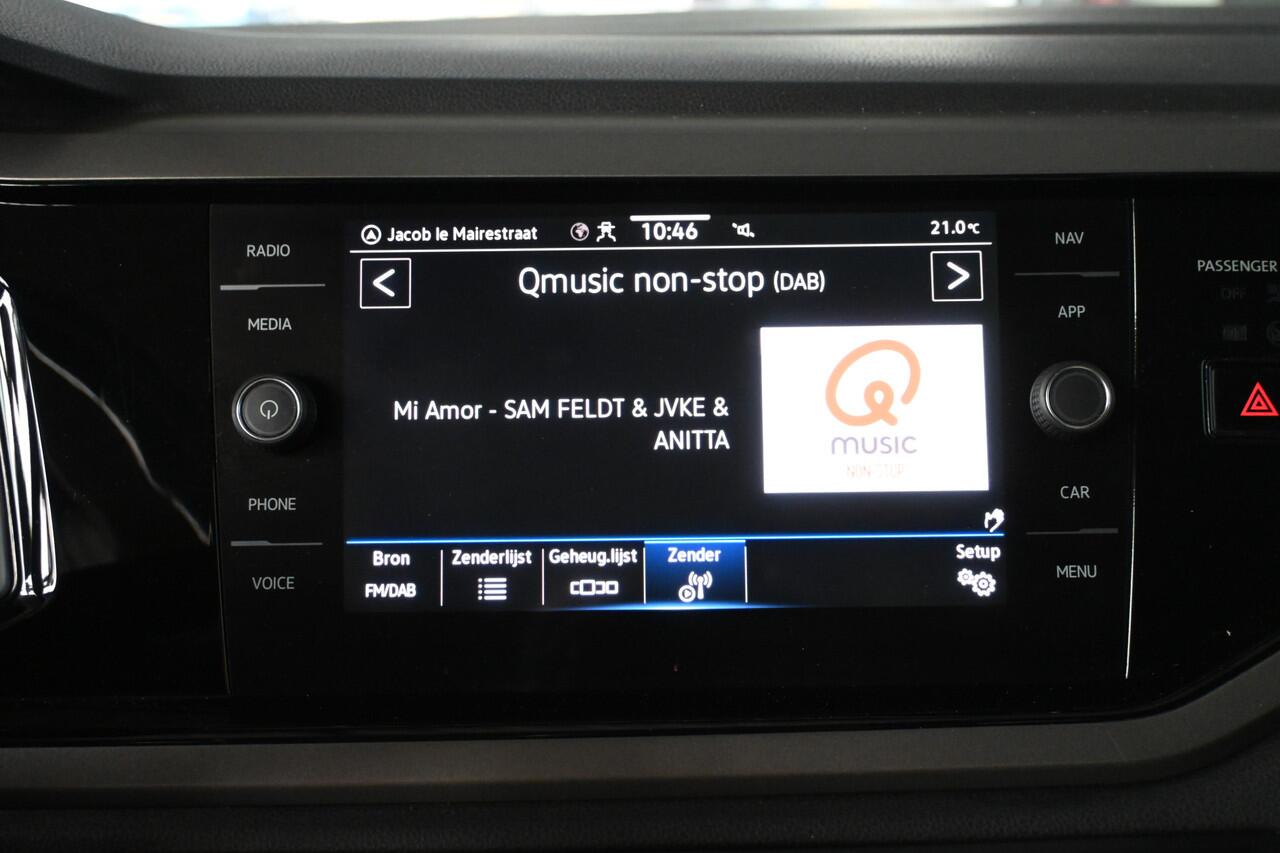 RADIO
MEDIA
PHONE
VOICE
Jacob le Mairestraat 10:46 21.0°C
< Qmusic non-stop (DAB) >
Mi Amor - SAM FELDT & JVKE &
ANITTA
Q
MUSIC
NON-STOP
Bron
FM/DAB
Zenderlijst
Geheug.lijst
Zender
Setup
NAV
APP
CAR
MENU
PASSENGER
OFF